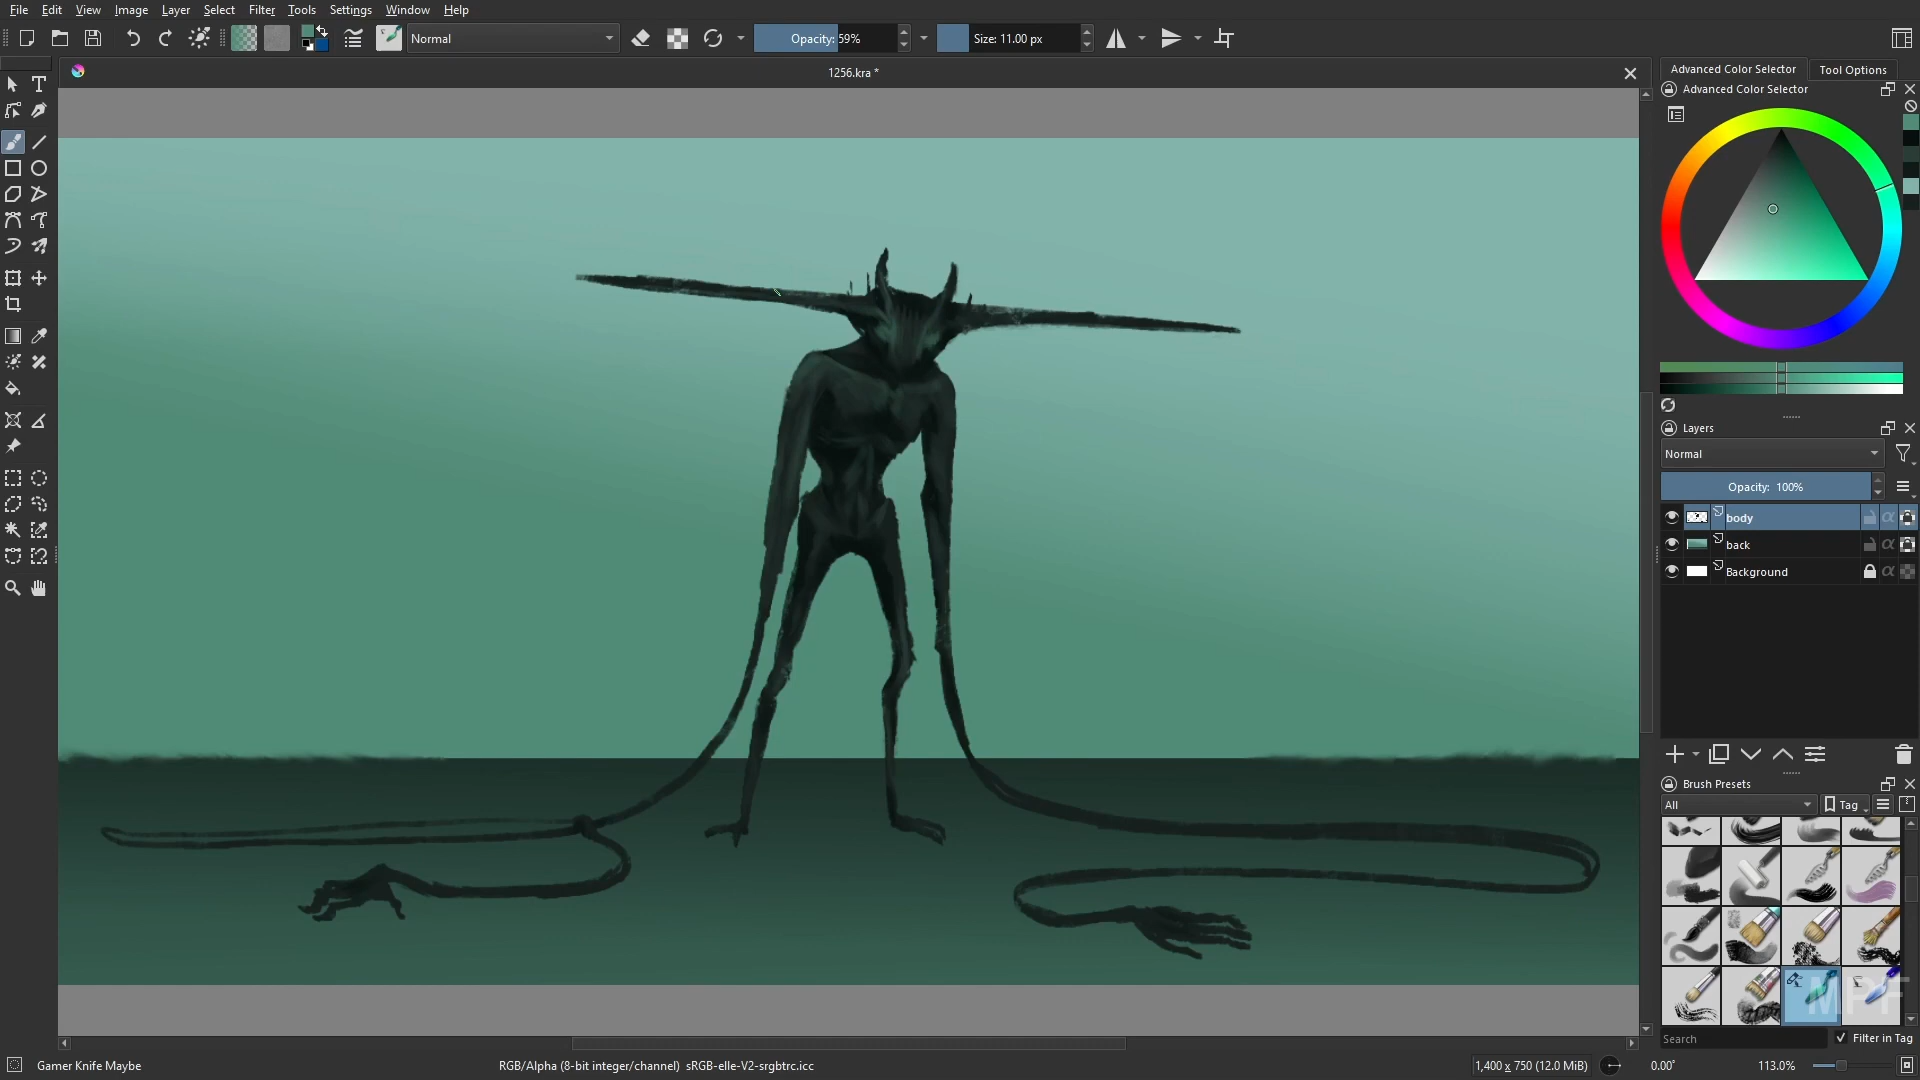 File Edit View Image Layer Select Filter Tools Settings Window Help
Normal
Opacity: 59%
Size: 11.00 px
1256.kra *
Advanced Color Selector
Tool Options
Advanced Color Selector
Layers
Normal
Opacity: 100%
body
back
Background
Brush Presets
All
Tag
MPF
Search
Filter in Tag
Gamer Knife Maybe
RGB/Alpha (8-bit integer/channel) sRGB-elle-V2-srgbtrc.icc
1,400 x 750 (12.0 MiB)
0.00°
113.0%